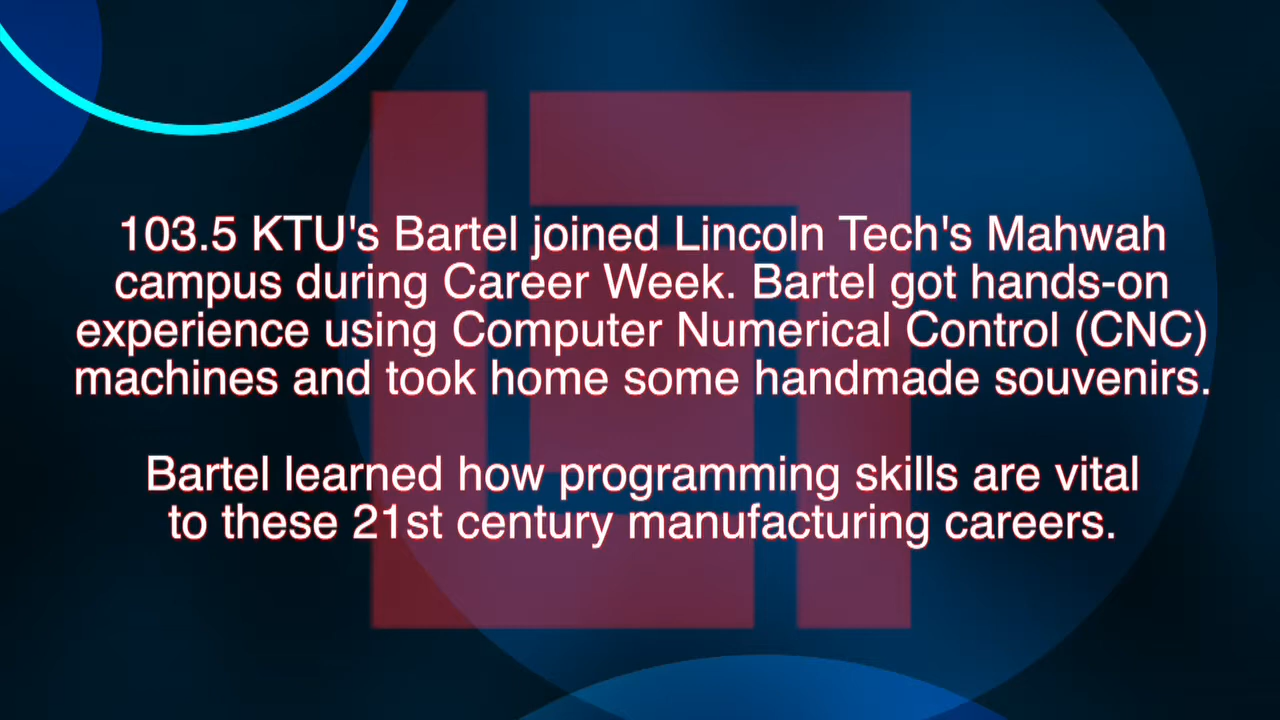 103.5 KTU's Bartel joined Lincoln Tech's Mahwah
campus during Career Week. Bartel got hands-on
experience using Computer Numerical Control (CNC)
machines and took home some handmade souvenirs.
Bartel learned how programming skills are vital
to these 21st century manufacturing careers.